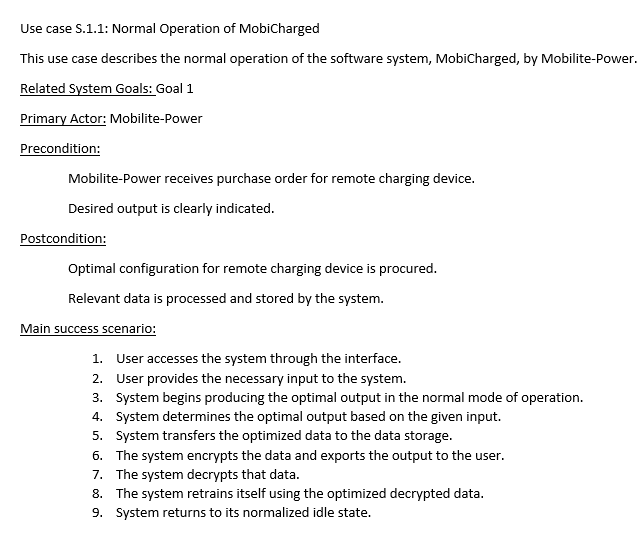 Use case S.1.1: Normal Operation of MobiCharged
This use case describes the normal operation of the software system, MobiCharged, by Mobilite-Power.
Related System Goals: Goal 1
Primary Actor: Mobilite-Power
Precondition:
Mobilite-Power receives purchase order for remote charging device.
Desired output is clearly indicated.
Postcondition:
Optimal configuration for remote charging device is procured.
Relevant data is processed and stored by the system.
Main success scenario:
1. User accesses the system through the interface.
2. User provides the necessary input to the system.
3. System begins producing the optimal output in the normal mode of operation.
4. System determines the optimal output based on the given input.
5. System transfers the optimized data to the data storage.
6. The system encrypts the data and exports the output to the user.
7. The system decrypts that data.
8. The system retrains itself using the optimized decrypted data.
9. System returns to its normalized idle state.